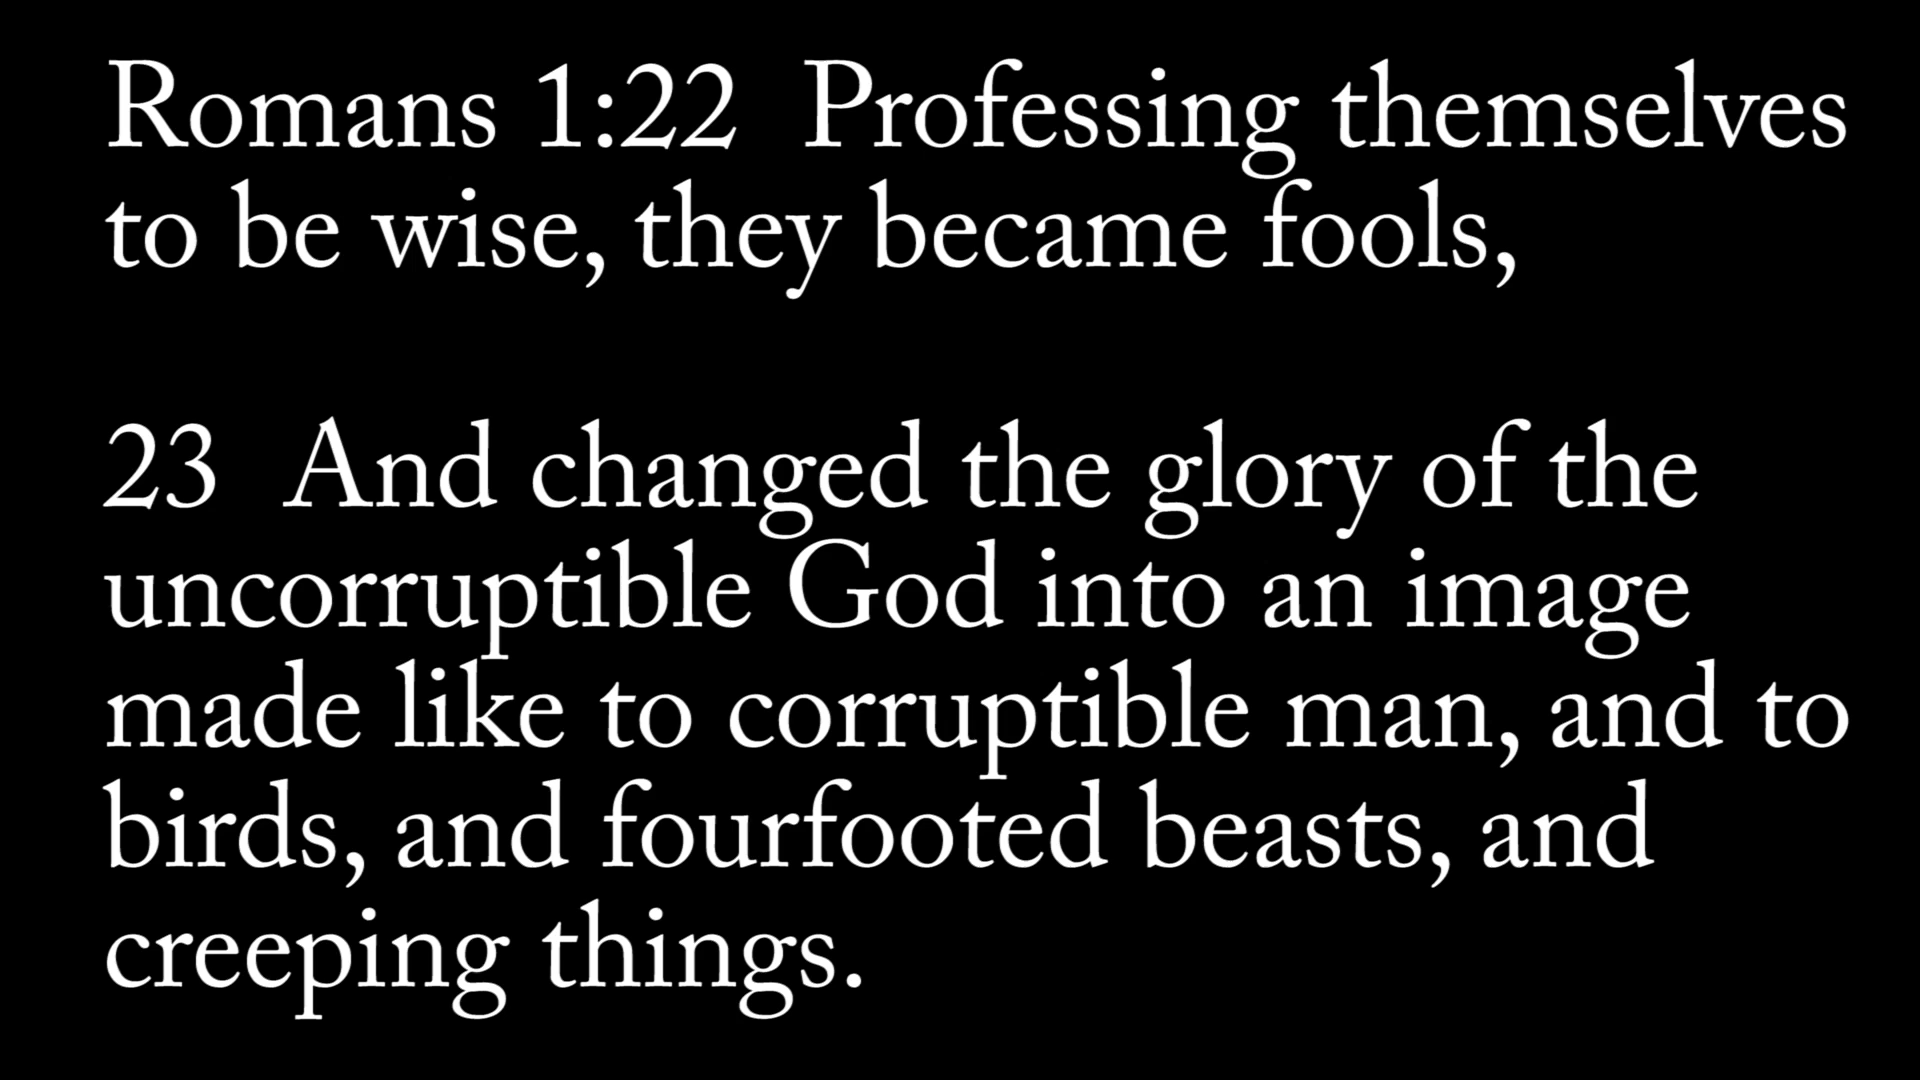 Romans 1:22  Professing themselves
to be wise, they became fools,
23  And changed the glory of the
uncorruptible God into an image
made like to corruptible man, and to
birds, and fourfooted beasts, and
creeping things.